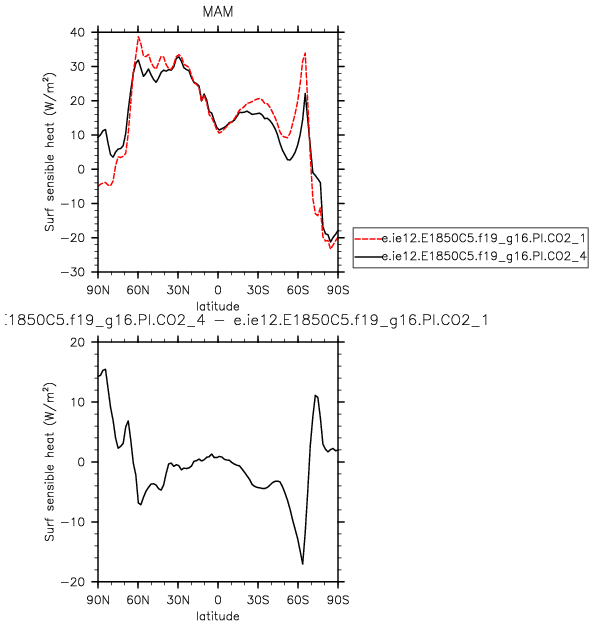 MAM
40
30
20
10
0
−10
−20
−30
Surf sensible heat (W/m²)
90N 60N 30N 0 30S 60S 90S
latitude
e.ie12.E1850C5.f19_g16.PI.CO2_1
e.ie12.E1850C5.f19_g16.PI.CO2_4
:1850C5.f19_g16.PI.CO2_4 − e.ie12.E1850C5.f19_g16.PI.CO2_1
20
10
0
−10
−20
Surf sensible heat (W/m²)
90N 60N 30N 0 30S 60S 90S
latitude